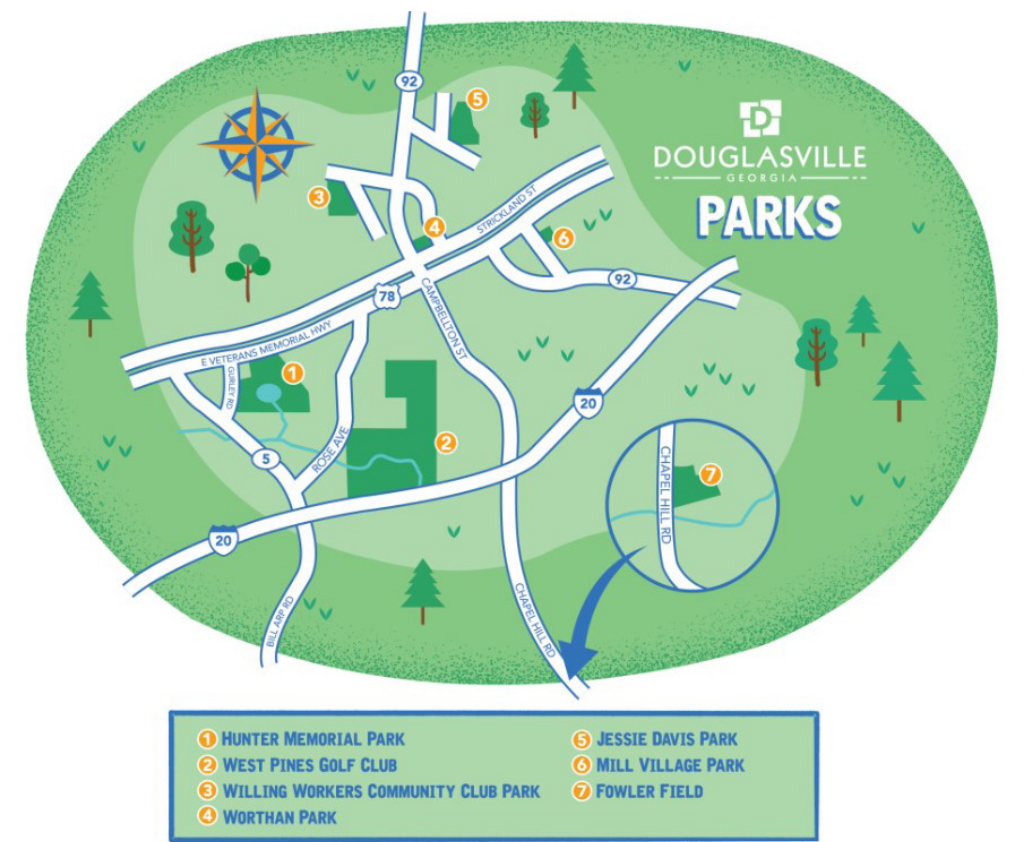 92
5
D
DOUGLASVILLE
GEORGIA
PARKS
3
4
STRICKLAND ST
6
78
92
CAMPBELLTON ST
E VETERANS MEMORIAL HWY
GURLEY RD
1
20
ROSE AVE
2
5
CHAPEL HILL RD
7
20
BILL ARP RD
CHAPEL HILL RD
1 HUNTER MEMORIAL PARK
2 WEST PINES GOLF CLUB
3 WILLING WORKERS COMMUNITY CLUB PARK
4 WORTHAN PARK
5 JESSIE DAVIS PARK
6 MILL VILLAGE PARK
7 FOWLER FIELD